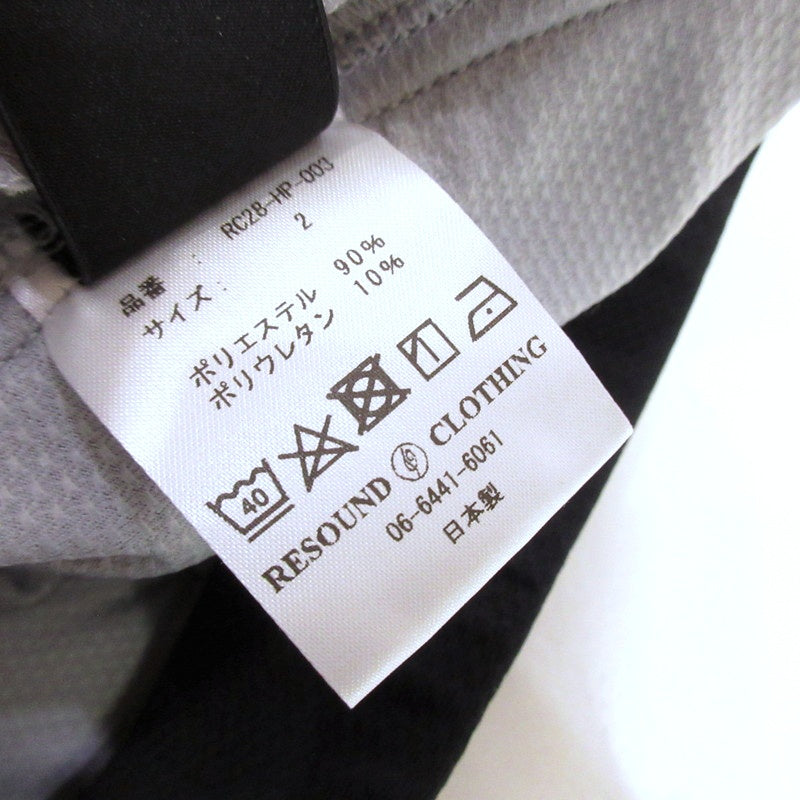 品番 : RC28-HP-003
サイズ : 2
ポリエステル 90%
ポリウレタン 10%
40
RESOUND CLOTHING
06-6441-6061
日本製